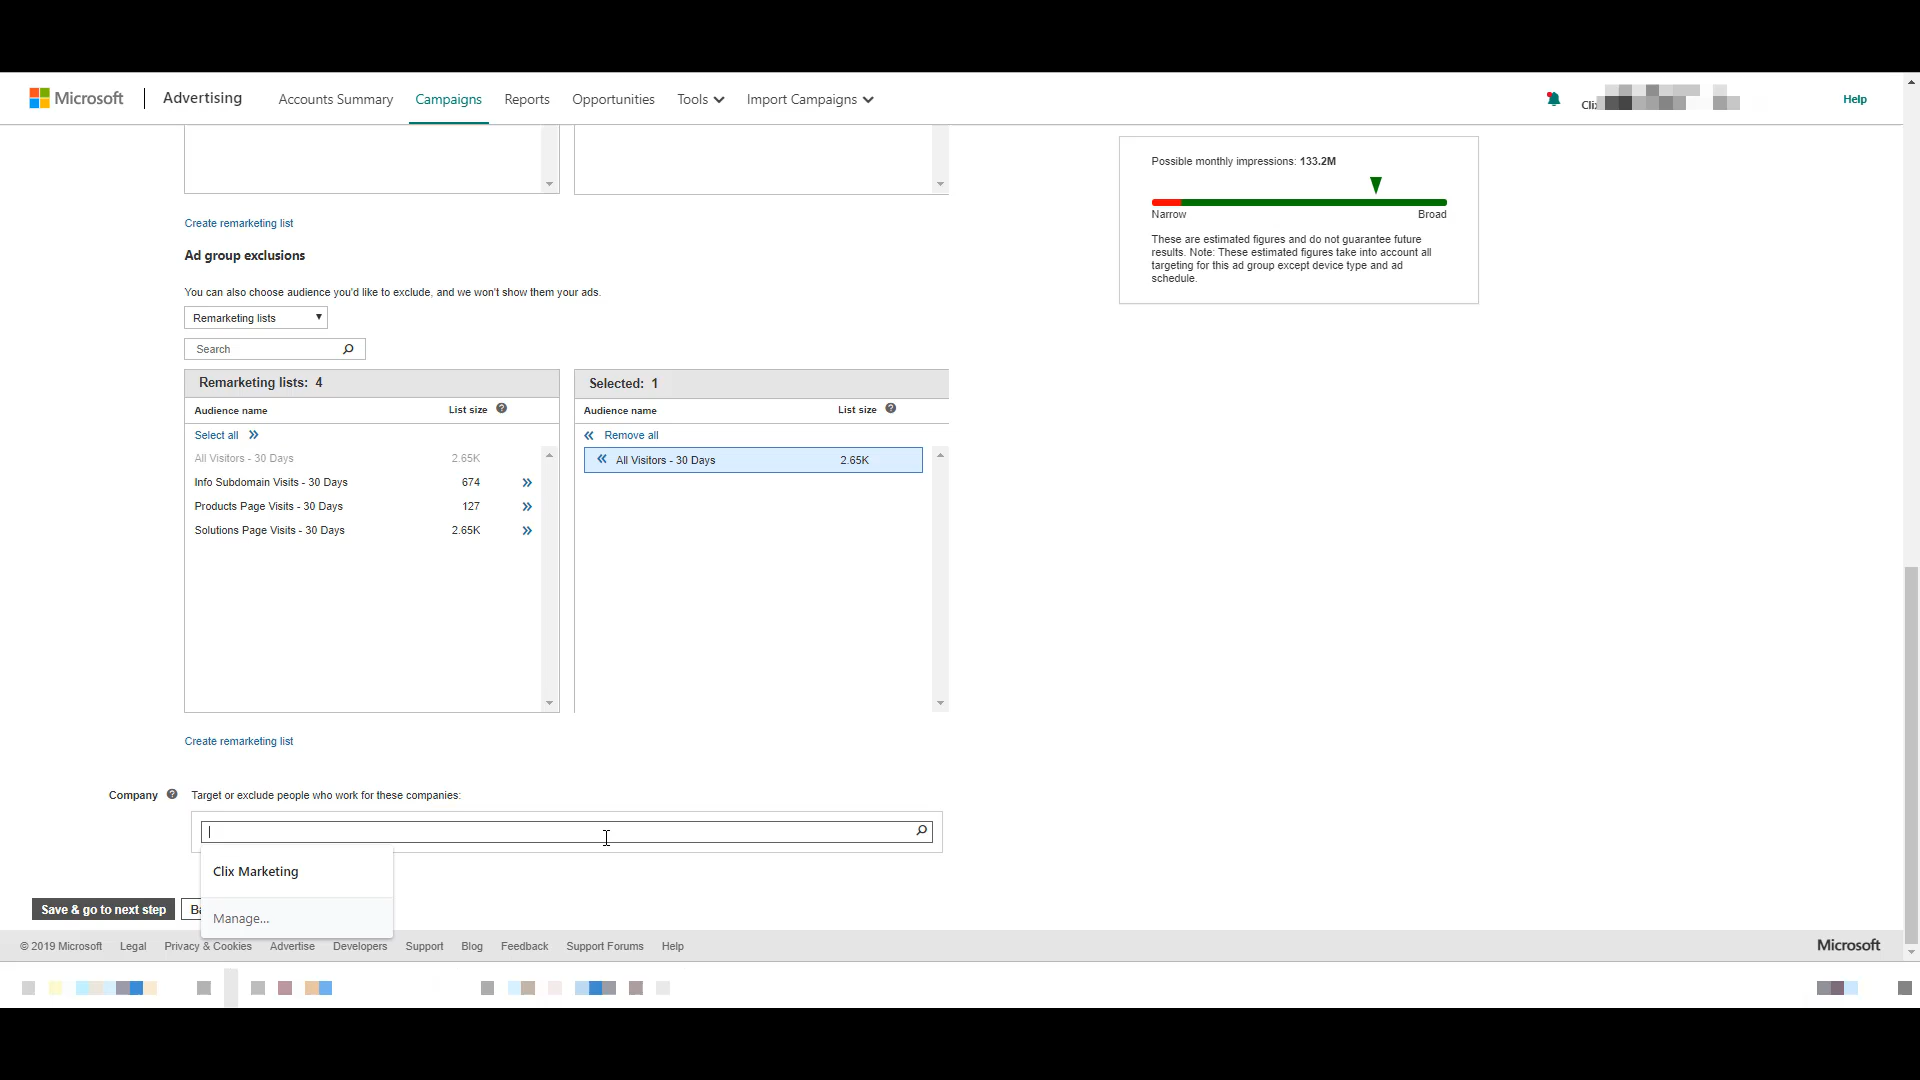 Microsoft Advertising Accounts Summary Campaigns Reports Opportunities Tools Import Campaigns Help
Possible monthly impressions: 133.2M
Narrow Broad
These are estimated figures and do not guarantee future
results. Note: These estimated figures take into account all
targeting for this ad group except device type and ad
schedule.
Create remarketing list
Ad group exclusions
You can also choose audience you'd like to exclude, and we won't show them your ads.
Remarketing lists
Search
Remarketing lists: 4
Audience name List size
Select all
All Visitors - 30 Days 2.65K
Info Subdomain Visits - 30 Days 674
Products Page Visits - 30 Days 127
Solutions Page Visits - 30 Days 2.65K
Selected: 1
Audience name List size
Remove all
All Visitors - 30 Days 2.65K
Create remarketing list
Company Target or exclude people who work for these companies:
Clix Marketing
Manage...
Save & go to next step
© 2019 Microsoft Legal Privacy & Cookies Advertise Developers Support Blog Feedback Support Forums Help Microsoft